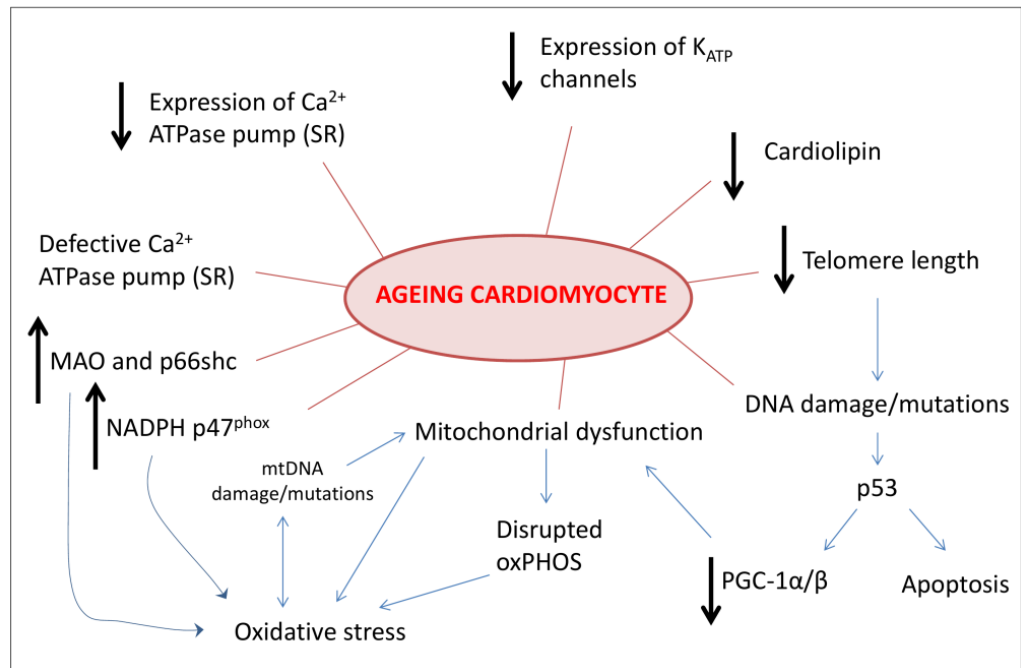 Expression of K_ATP
channels
Expression of Ca²⁺
ATPase pump (SR)
Cardiolipin
Defective Ca²⁺
ATPase pump (SR)
Telomere length
AGEING CARDIOMYOCYTE
MAO and p66shc
NADPH p47^phox
DNA damage/mutations
Mitochondrial dysfunction
mtDNA
damage/mutations
p53
Disrupted
oxPHOS
PGC-1α/β
Apoptosis
Oxidative stress